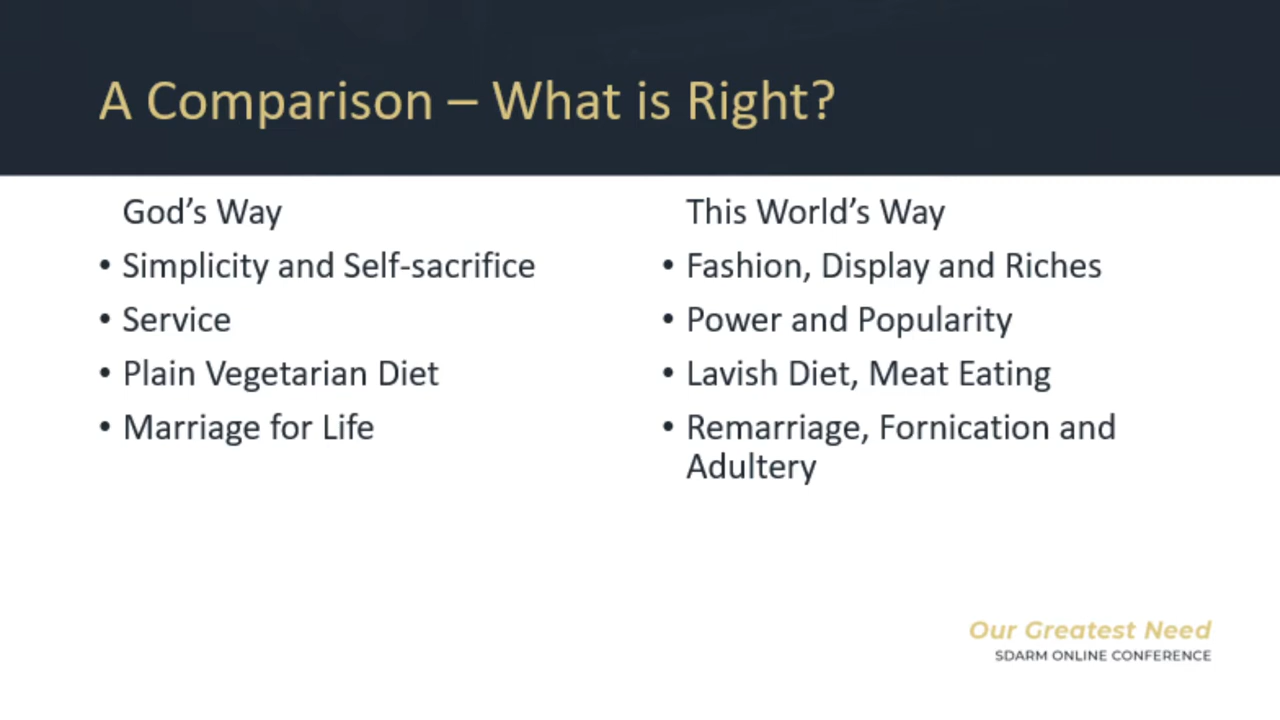 A Comparison – What is Right?
God’s Way
• Simplicity and Self-sacrifice
• Service
• Plain Vegetarian Diet
• Marriage for Life
This World’s Way
• Fashion, Display and Riches
• Power and Popularity
• Lavish Diet, Meat Eating
• Remarriage, Fornication and
Adultery
Our Greatest Need
SDARM ONLINE CONFERENCE